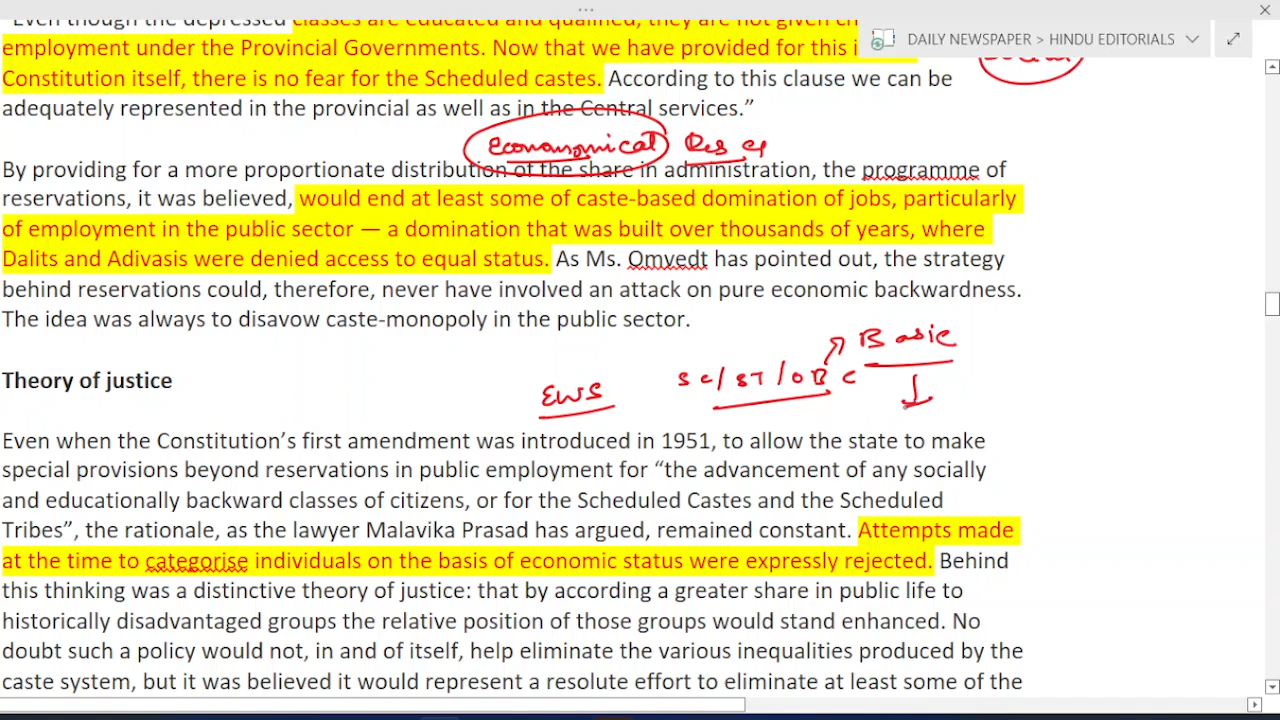 "Even though the depressed classes are educated and qualified, they are not given
employment under the Provincial Governments. Now that we have provided for this
DAILY NEWSPAPER > HINDU EDITORIALS
Constitution itself, there is no fear for the Scheduled castes. According to this clause we can be
adequately represented in the provincial as well as in the Central services."
Economical
By providing for a more proportionate distribution of the share in administration, the programme of
reservations, it was believed, would end at least some of caste-based domination of jobs, particularly
of employment in the public sector — a domination that was built over thousands of years, where
Dalits and Adivasis were denied access to equal status. As Ms. Omvedt has pointed out, the strategy
behind reservations could, therefore, never have involved an attack on pure economic backwardness.
The idea was always to disavow caste-monopoly in the public sector.
Basic
Theory of justice
EWS SC/ST/OBC
Even when the Constitution's first amendment was introduced in 1951, to allow the state to make
special provisions beyond reservations in public employment for "the advancement of any socially
and educationally backward classes of citizens, or for the Scheduled Castes and the Scheduled
Tribes", the rationale, as the lawyer Malavika Prasad has argued, remained constant. Attempts made
at the time to categorise individuals on the basis of economic status were expressly rejected. Behind
this thinking was a distinctive theory of justice: that by according a greater share in public life to
historically disadvantaged groups the relative position of those groups would stand enhanced. No
doubt such a policy would not, in and of itself, help eliminate the various inequalities produced by the
caste system, but it was believed it would represent a resolute effort to eliminate at least some of the